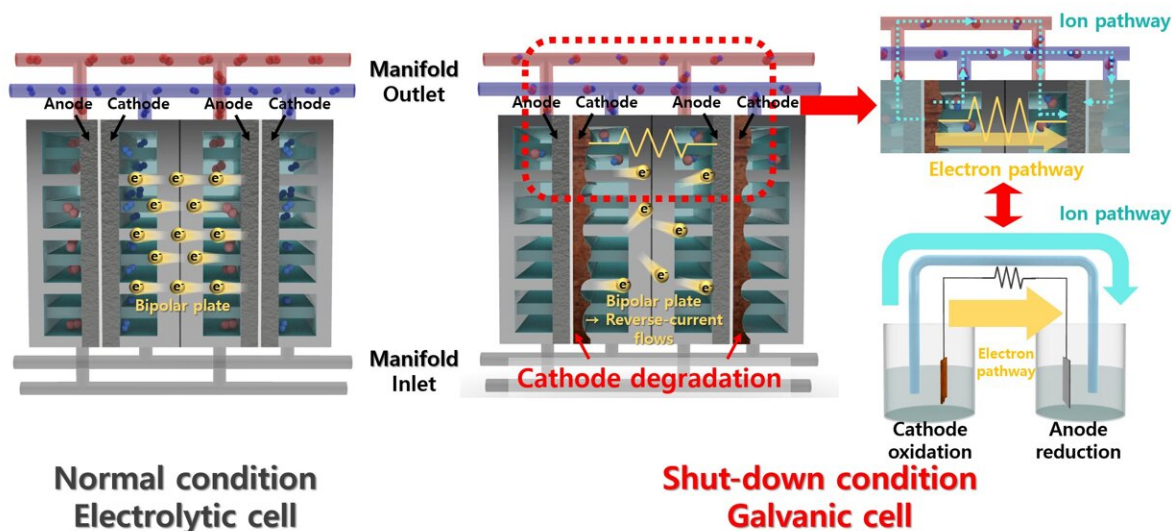 Manifold
Outlet
Anode
Cathode
Anode
Cathode
e⁻
e⁻
e⁻
e⁻
e⁻
e⁻
e⁻
e⁻
e⁻
e⁻
e⁻
e⁻
e⁻
Bipolar plate
Manifold
Inlet
Normal condition
Electrolytic cell
Anode
Cathode
Anode
Cathode
e⁻
e⁻
e⁻
e⁻
e⁻
e⁻
e⁻
Bipolar plate
→ Reverse-current
flows
Cathode degradation
Shut-down condition
Galvanic cell
Ion pathway
Electron pathway
Ion pathway
Electron
pathway
Cathode
oxidation
Anode
reduction